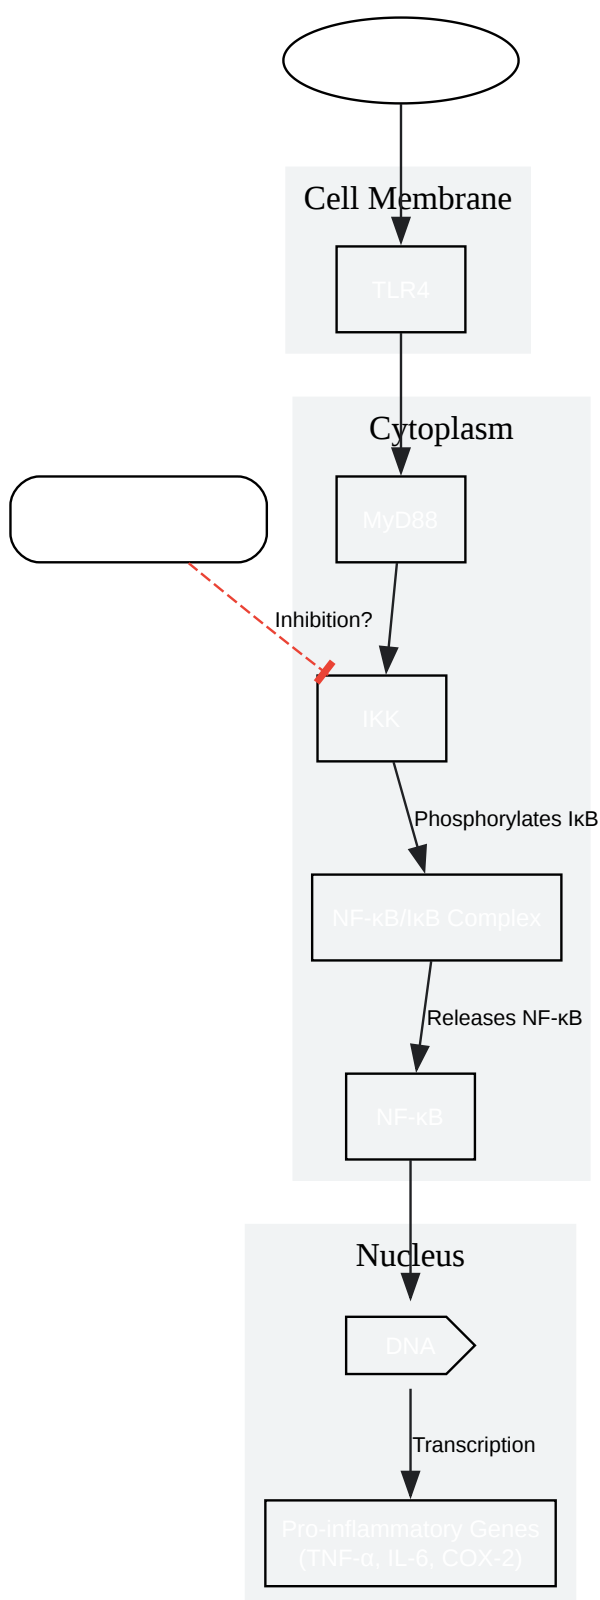 Cell Membrane
TLR4
Cytoplasm
MyD88
Inhibition?
IKK
Phosphorylates IκB
NF-κB/IκB Complex
Releases NF-κB
NF-κB
Nucleus
DNA
Transcription
Pro-inflammatory Genes
(TNF-α, IL-6, COX-2)